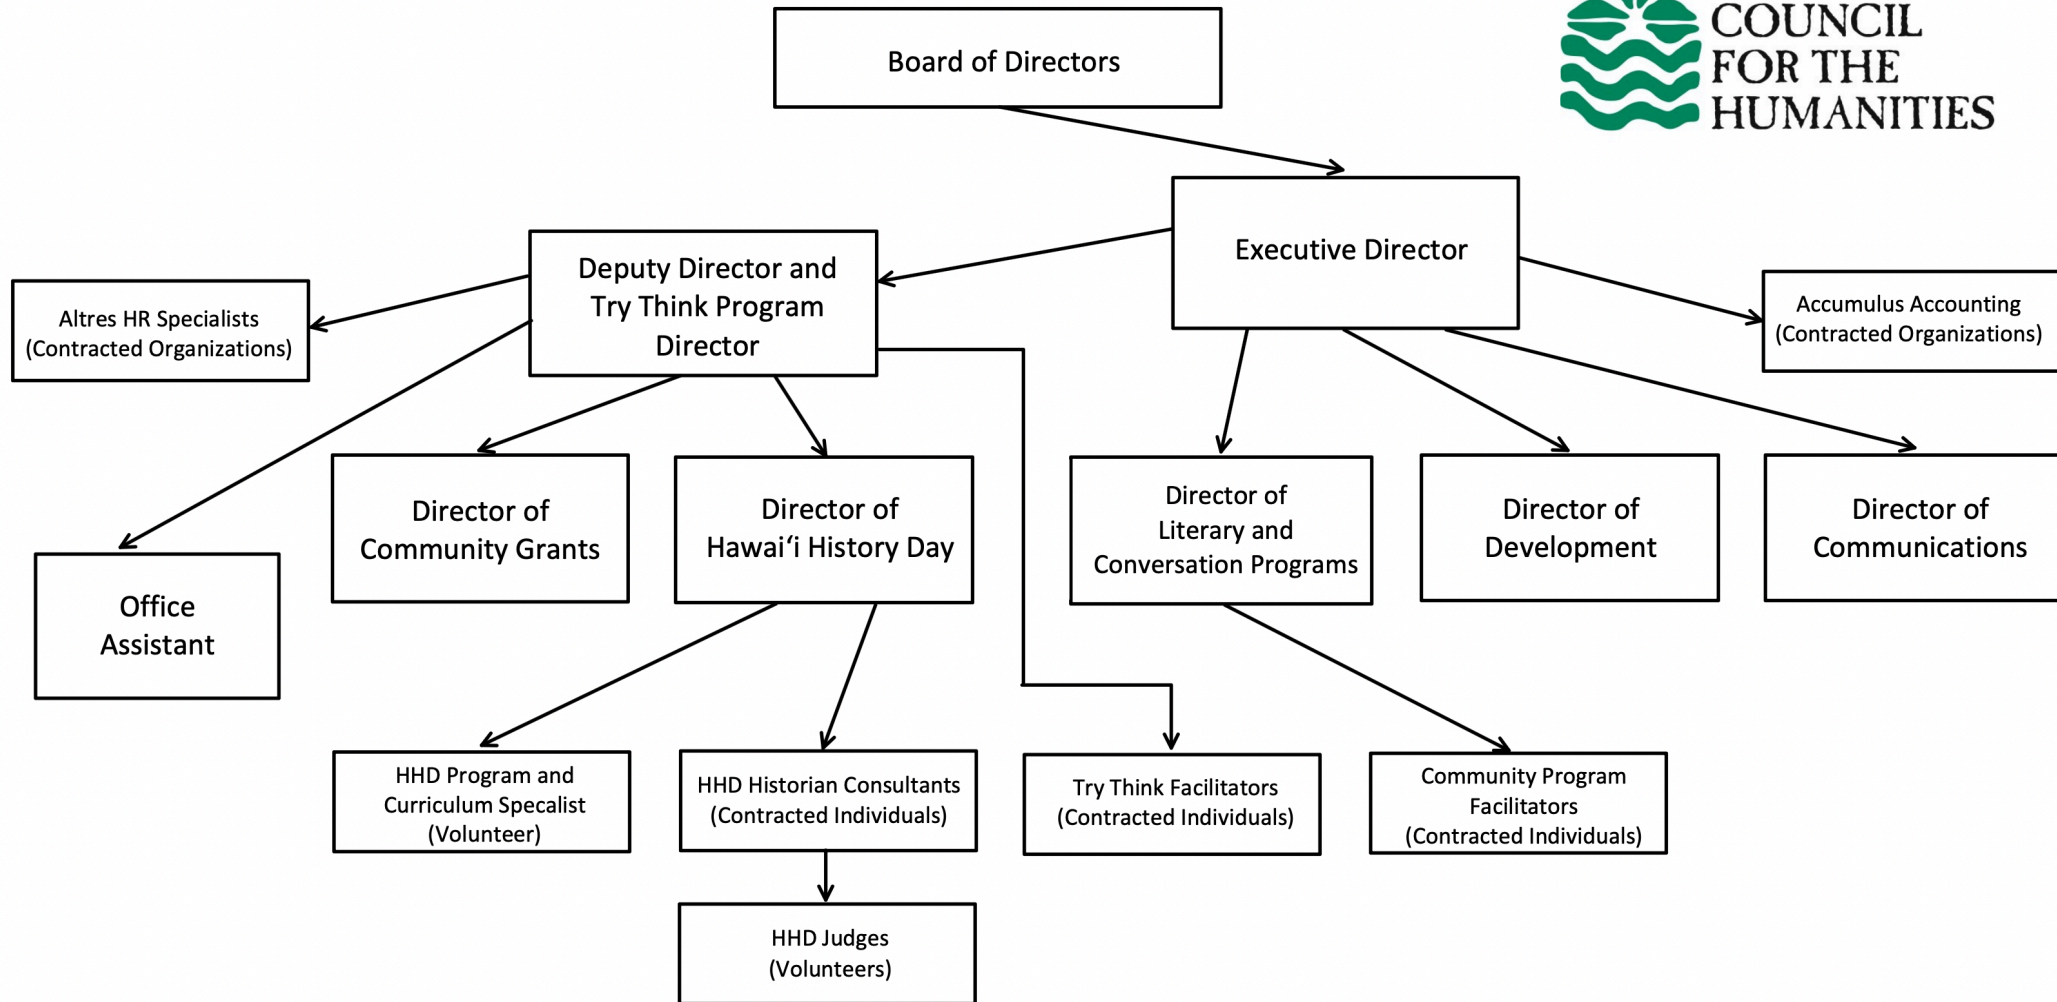 COUNCIL
FOR THE
HUMANITIES
Board of Directors
Executive Director
Deputy Director and
Try Think Program
Director
Altres HR Specialists
(Contracted Organizations)
Accumulus Accounting
(Contracted Organizations)
Office
Assistant
Director of
Community Grants
Director of
Hawai‘i History Day
Director of
Literary and
Conversation Programs
Director of
Development
Director of
Communications
HHD Program and
Curriculum Specalist
(Volunteer)
HHD Historian Consultants
(Contracted Individuals)
Try Think Facilitators
(Contracted Individuals)
Community Program
Facilitators
(Contracted Individuals)
HHD Judges
(Volunteers)